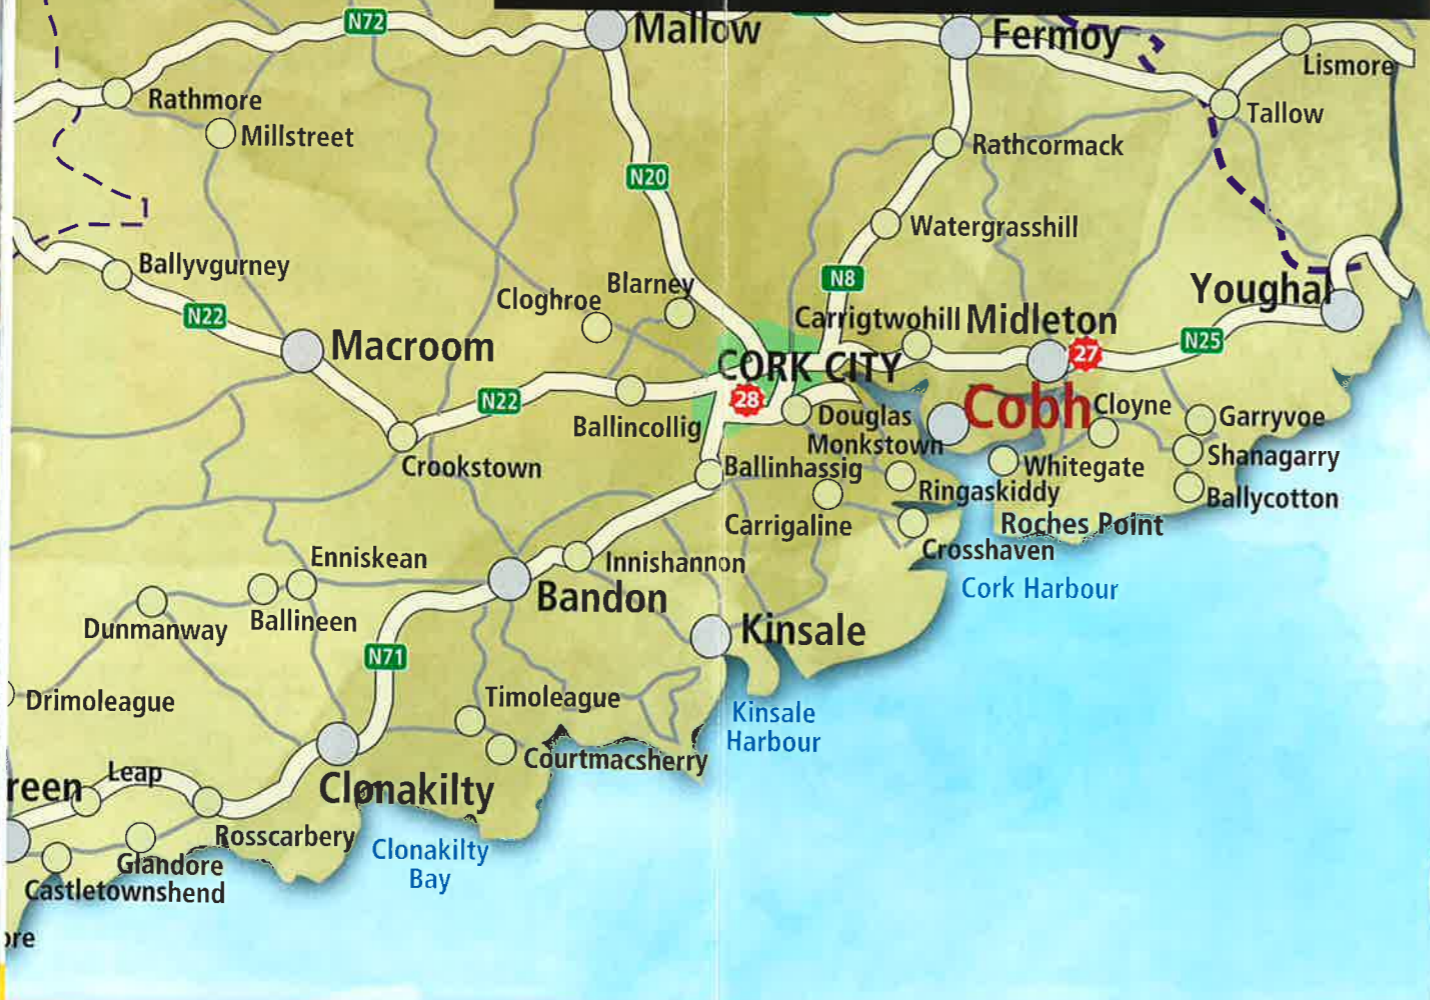 N72
Mallow
Fermoy
Lismore
Rathmore
Millstreet
Tallow
Rathcormack
N20
Watergrasshill
Ballyvgurney
N22
Cloghroe
Blarney
N8
Youghal
Carrigtwohill
Midleton
27
N25
Macroom
CORK CITY
28
N22
Ballincollig
Douglas
Cobh
Cloyne
Garryvoe
Monkstown
Crookstown
Ballinhassig
Whitegate
Shanagarry
Ringaskiddy
Ballycotton
Carrigaline
Roches Point
Crosshaven
Enniskean
Innishannon
Cork Harbour
Bandon
Dunmanway
Ballineen
Kinsale
N71
Drimoleague
Timoleague
Kinsale
Harbour
Courtmacsherry
reen
Leap
Clonakilty
Rosscarbery
Clonakilty
Bay
Glandore
Castletownshend
ore